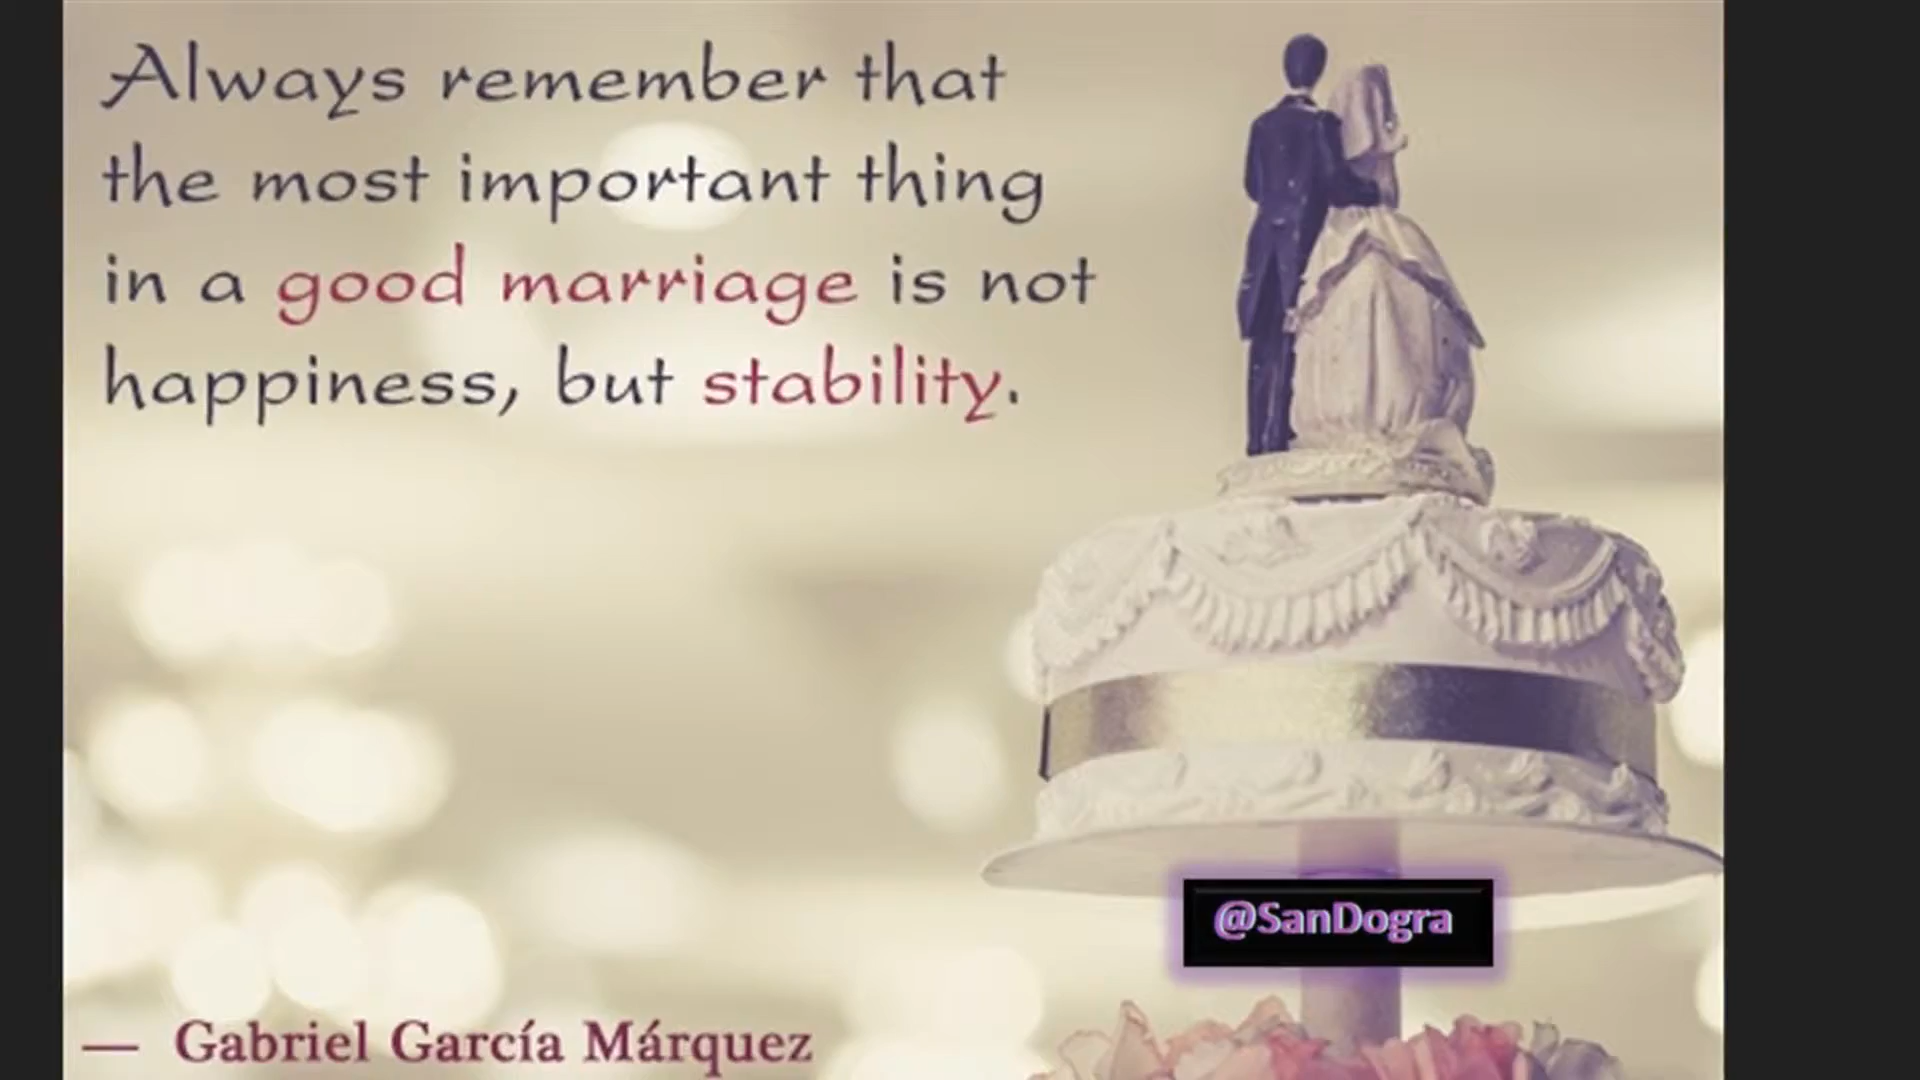 Always remember that
the most important thing
in a good marriage is not
happiness, but stability.
@SanDogra
— Gabriel García Márquez